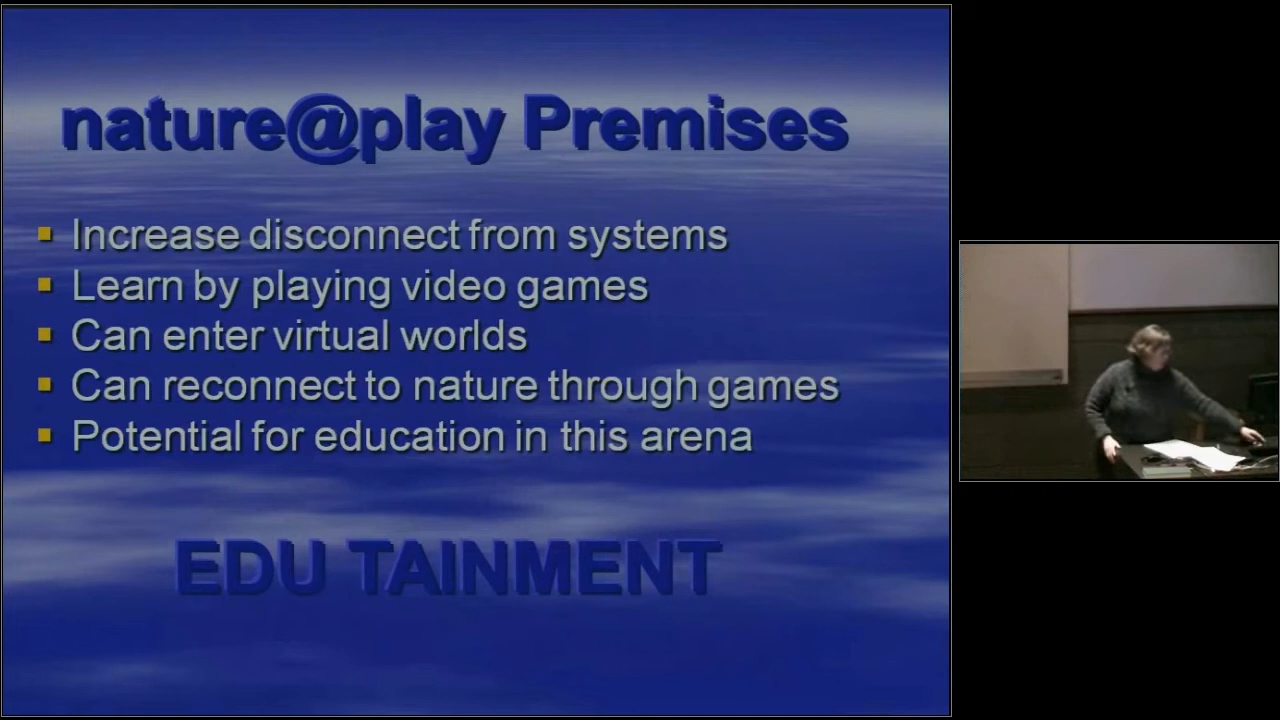 nature@play Premises
Increase disconnect from systems
Learn by playing video games
Can enter virtual worlds
Can reconnect to nature through games
Potential for education in this arena
EDU TAINMENT